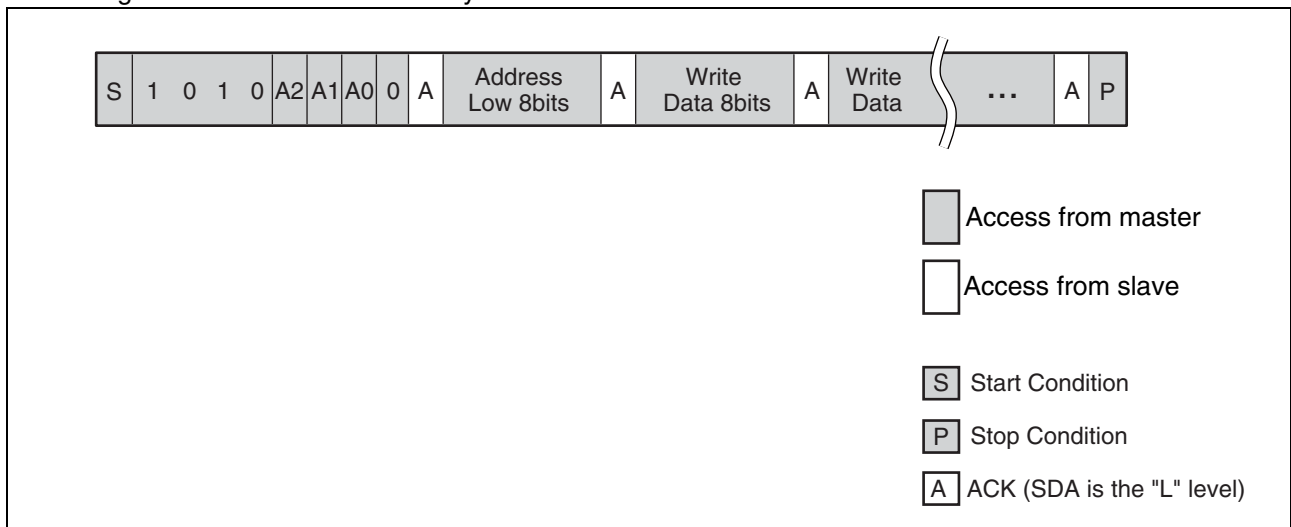 S 1 0 1 0 A2 A1 A0 0 A Address Low 8bits A Write Data 8bits A Write Data ... A P
Access from master
Access from slave
S Start Condition
P Stop Condition
A ACK (SDA is the "L" level)